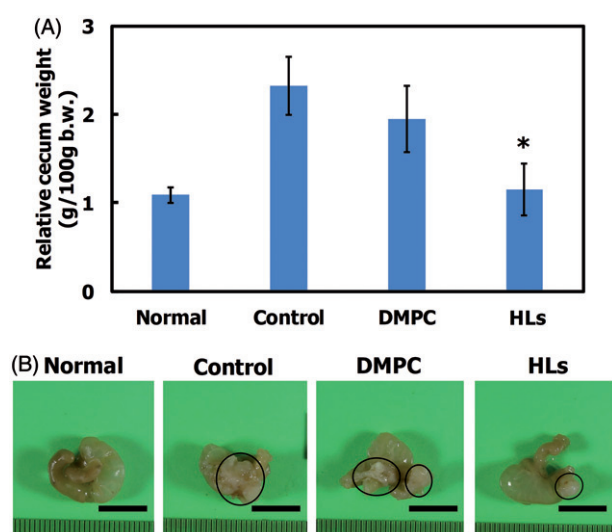 (A)
Relative cecum weight
(g/100g b.w.)
3
2
1
0
*
Normal Control DMPC HLs
(B) Normal Control DMPC HLs